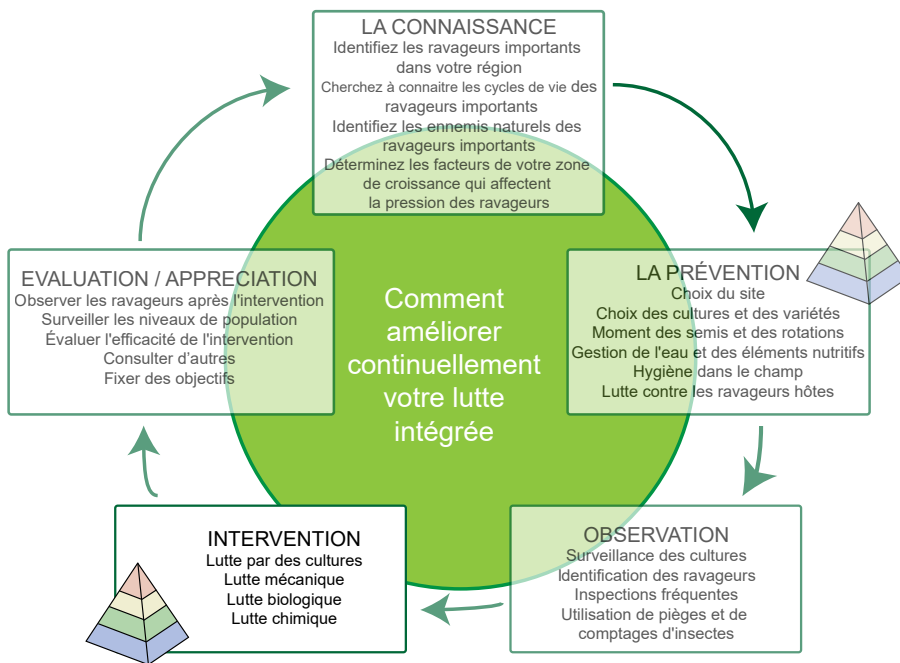 LA CONNAISSANCE
Identifiez les ravageurs importants
dans votre région
Cherchez à connaitre les cycles de vie des
ravageurs importants
Identifiez les ennemis naturels des
ravageurs importants
Déterminez les facteurs de votre zone
de croissance qui affectent
la pression des ravageurs
LA PRÉVENTION
Choix du site
Choix des cultures et des variétés
Moment des semis et des rotations
Gestion de l'eau et des éléments nutritifs
Hygiène dans le champ
Lutte contre les ravageurs hôtes
OBSERVATION
Surveillance des cultures
Identification des ravageurs
Inspections fréquentes
Utilisation de pièges et de
comptages d'insectes
INTERVENTION
Lutte par des cultures
Lutte mécanique
Lutte biologique
Lutte chimique
EVALUATION / APPRECIATION
Observer les ravageurs après l'intervention
Surveiller les niveaux de population
Évaluer l'efficacité de l'intervention
Consulter d'autres
Fixer des objectifs
Comment
améliorer
continuellement
votre lutte
intégrée